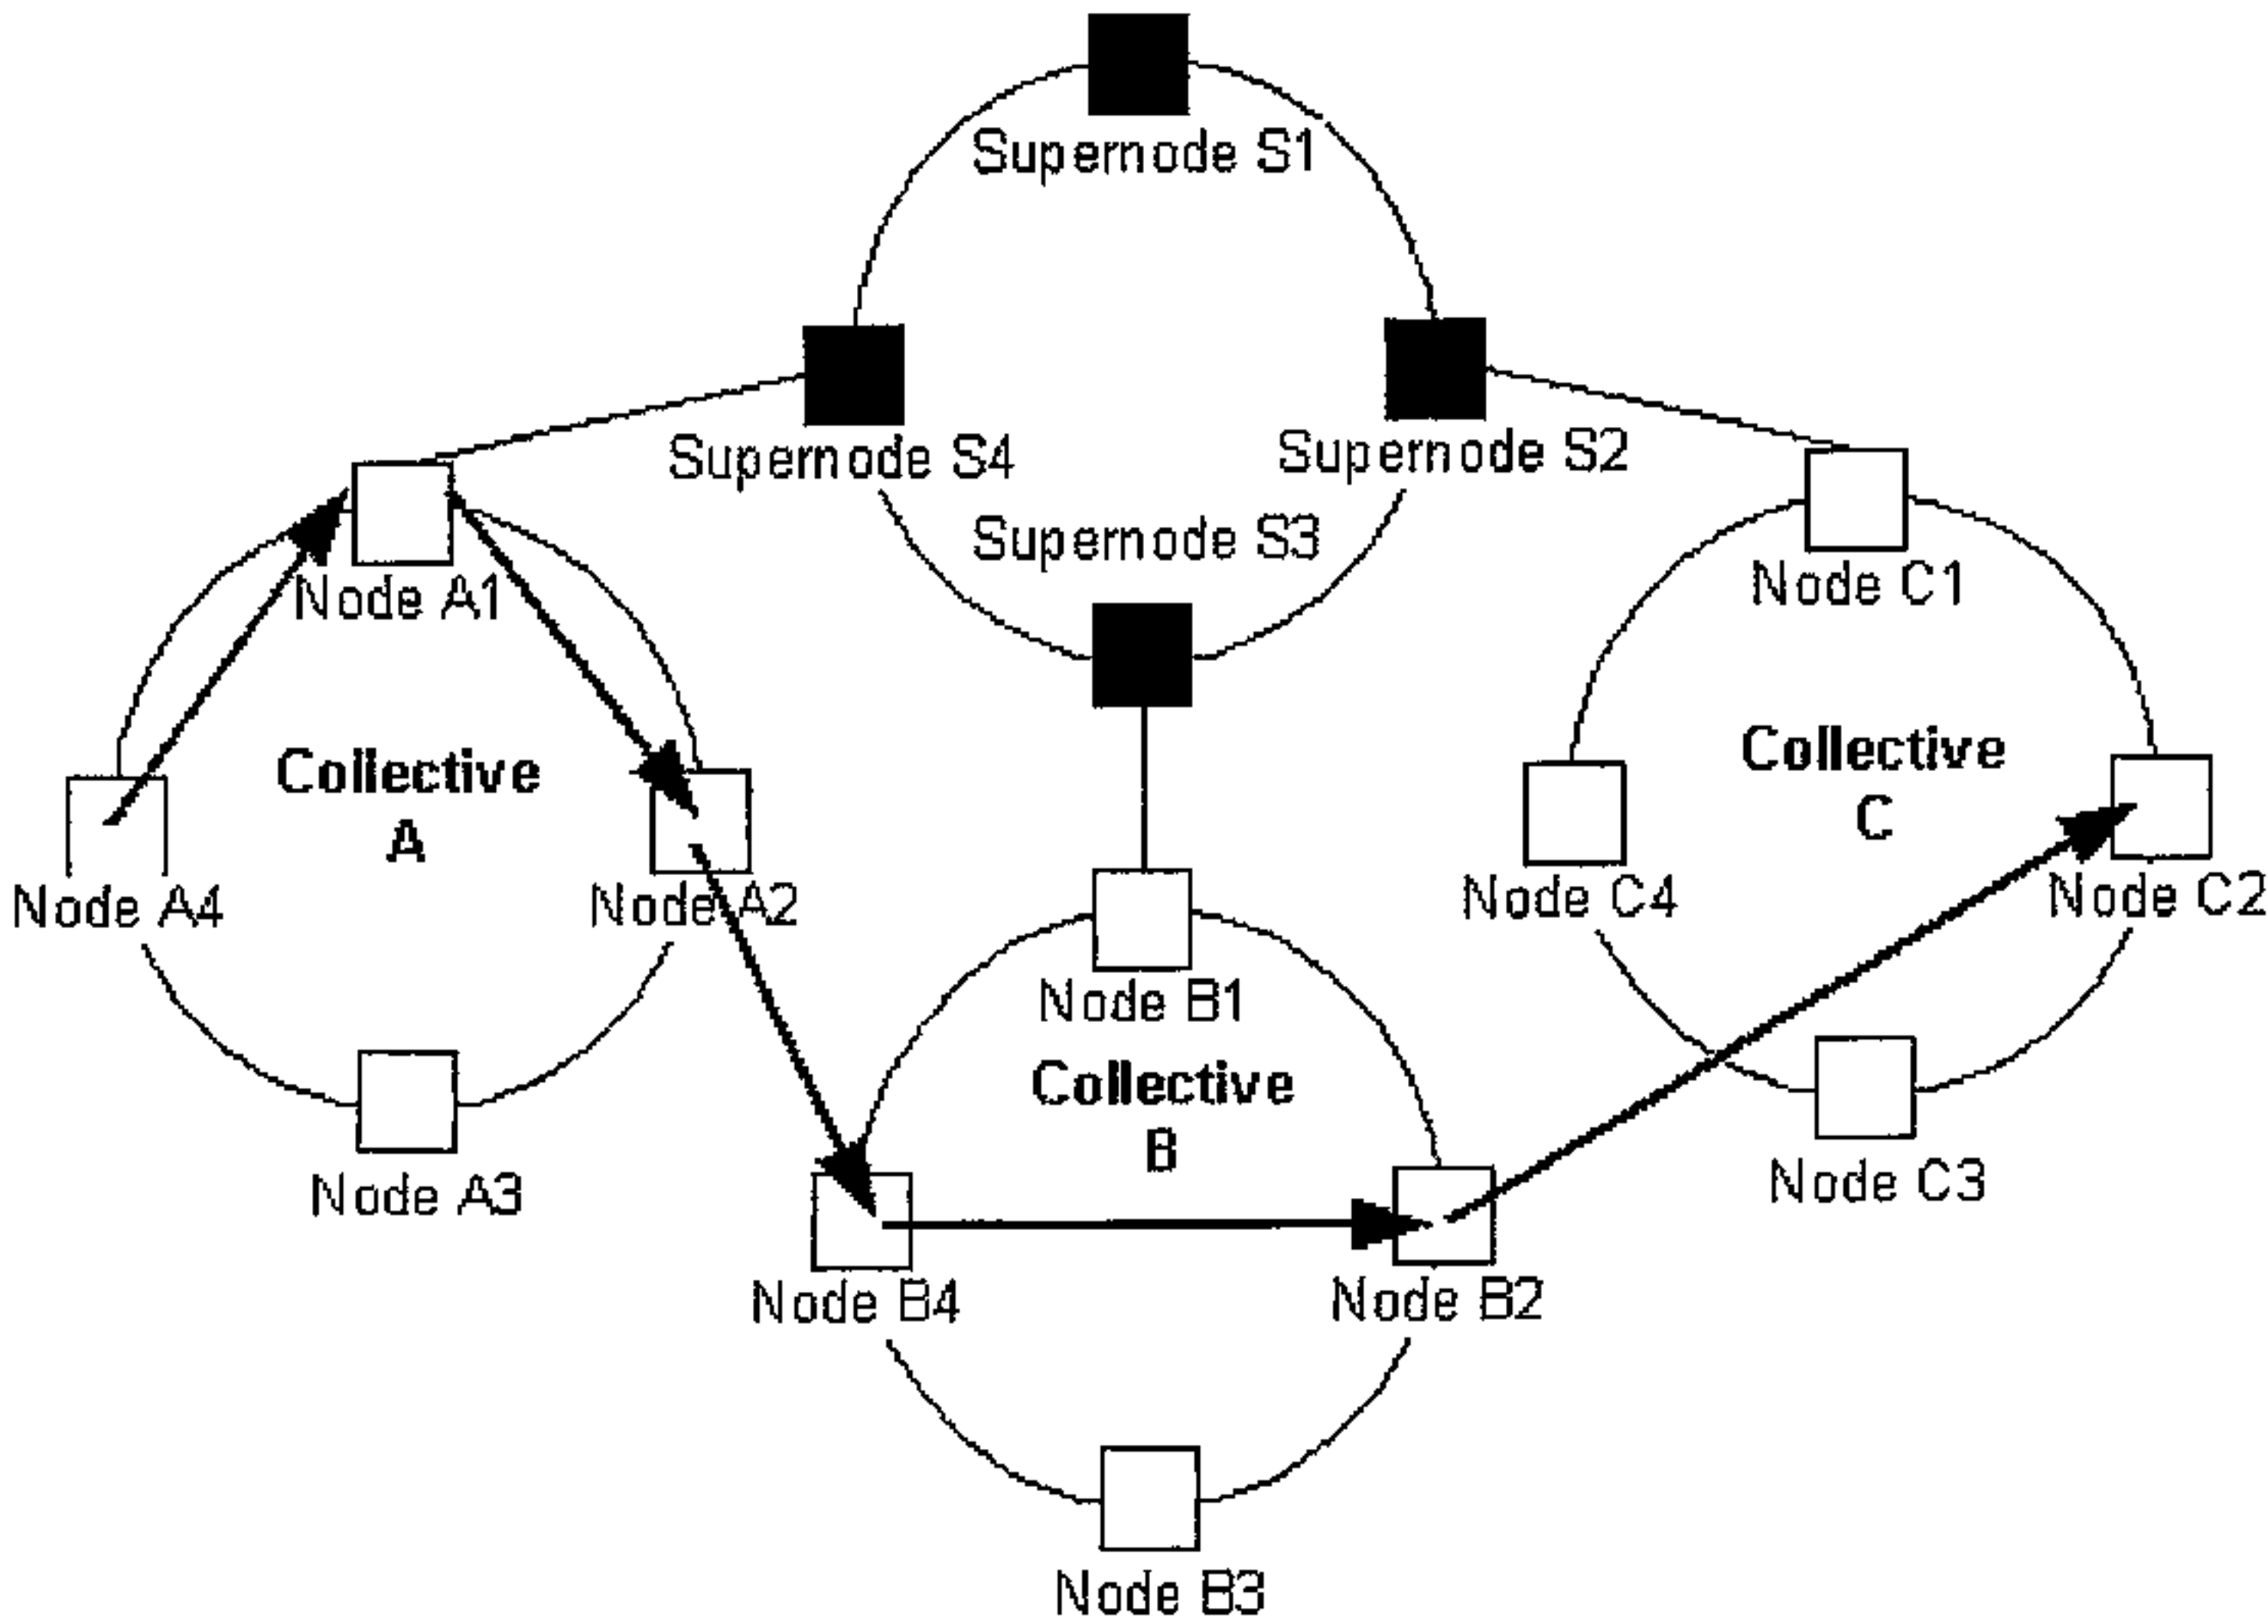 Supernode S1
Supernode S4
Supernode S2
Supernode S3
Node A1
Node C1
Collective
A
Collective
C
Node A4
Node A2
Node C4
Node C2
Node B1
Collective
B
Node A3
Node C3
Node B4
Node B2
Node B3